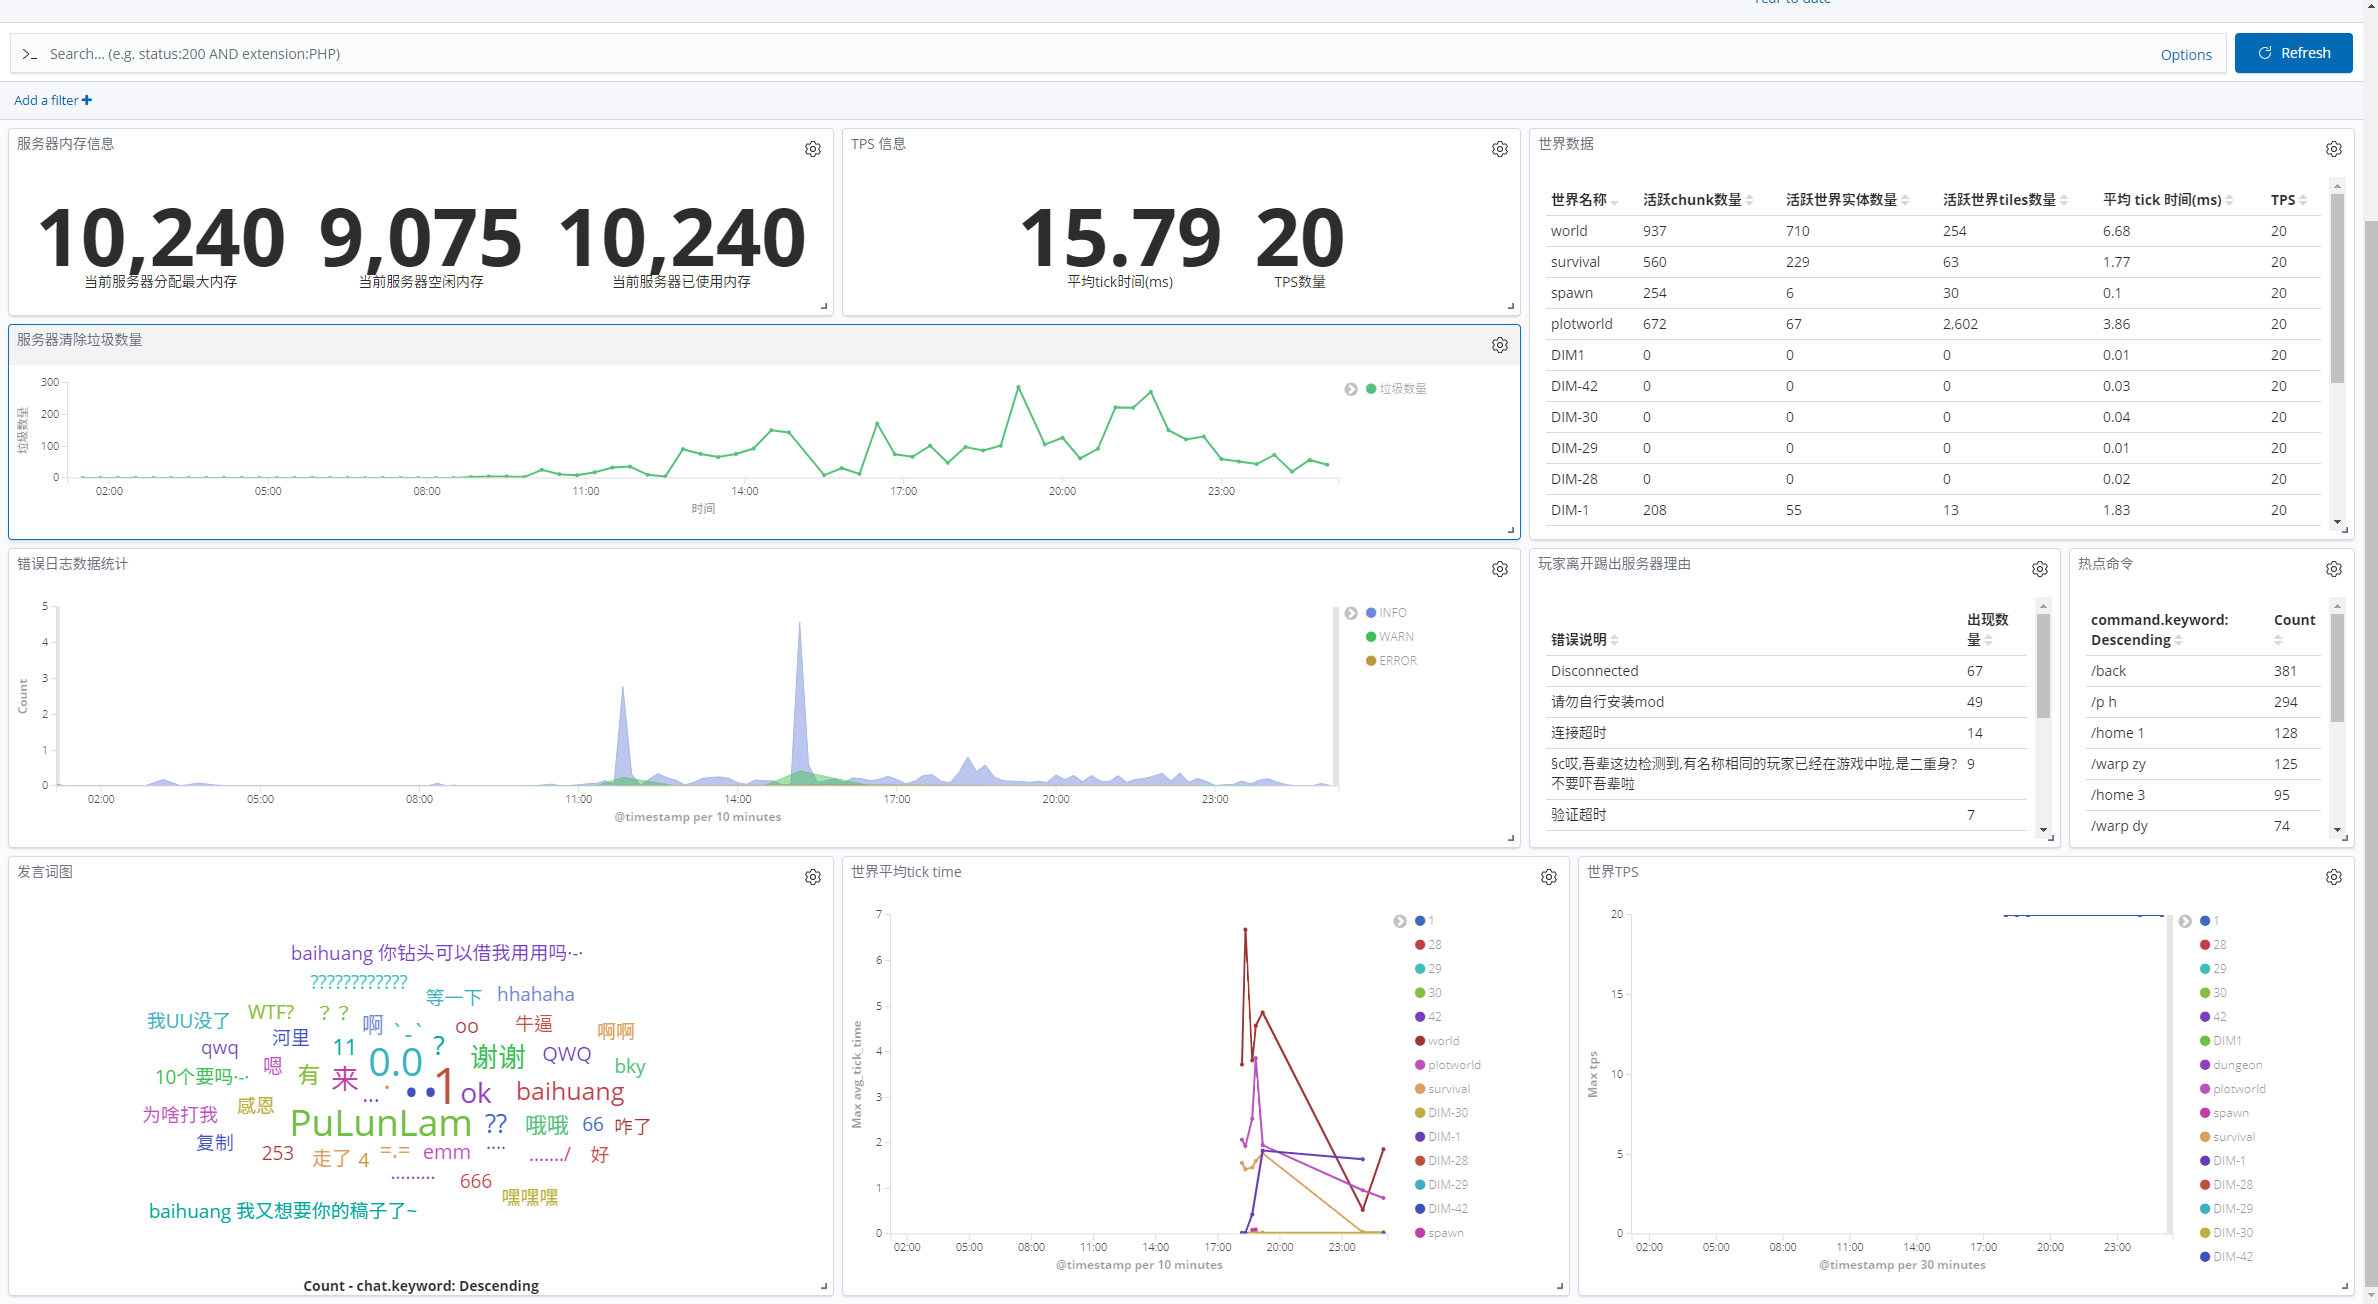 Year to date
>_ Search... (e.g. status:200 AND extension:PHP)
Options
Refresh
Add a filter
服务器内存信息
10,240 9,075 10,240
当前服务器分配最大内存 当前服务器空闲内存 当前服务器已使用内存
TPS 信息
15.79 20
平均tick时间(ms) TPS数量
世界数据
世界名称 活跃chunk数量 活跃世界实体数量 活跃世界tiles数量 平均 tick 时间(ms) TPS
world 937 710 254 6.68 20
survival 560 229 63 1.77 20
spawn 254 6 30 0.1 20
plotworld 672 67 2,602 3.86 20
DIM1 0 0 0 0.01 20
DIM-42 0 0 0 0.03 20
DIM-30 0 0 0 0.04 20
DIM-29 0 0 0 0.01 20
DIM-28 0 0 0 0.02 20
DIM-1 208 55 13 1.83 20
服务器清除垃圾数量
300
200
100
0
垃圾数量
02:00 05:00 08:00 11:00 14:00 17:00 20:00 23:00
时间
垃圾数量
错误日志数据统计
5
4
3
2
1
0
Count
02:00 05:00 08:00 11:00 14:00 17:00 20:00 23:00
@timestamp per 10 minutes
INFO
WARN
ERROR
玩家离开踢出服务器理由
错误说明 出现数量
Disconnected 67
请勿自行安装mod 49
连接超时 14
§c哎,吾辈这边检测到,有名称相同的玩家已经在游戏中啦,是二重身? 9
不要吓吾辈啦
验证超时 7
热点命令
command.keyword: Count
Descending
/back 381
/p h 294
/home 1 128
/warp zy 125
/home 3 95
/warp dy 74
发言词图
baihuang 你钻头可以借我用用吗·-·
????????????
等一下 hhahaha
我UU没了 WTF? ？？ 啊 `_` oo 牛逼 啊啊
qwq 河里 11 0.0 ? 谢谢 QWQ bky
10个要吗·-· 嗯 有 来 ... . •• 1 ok baihuang
为啥打我 感恩 PuLunLam ?? 哦哦 66 咋了
复制 253 走了 4 =.= emm .... ......./ 好
......... 666 嘿嘿嘿
baihuang 我又想要你的稿子了~
Count - chat.keyword: Descending
世界平均tick time
7
6
5
4
3
2
1
0
Max avg_tick_time
02:00 05:00 08:00 11:00 14:00 17:00 20:00 23:00
@timestamp per 10 minutes
1
28
29
30
42
world
plotworld
survival
DIM-30
DIM-1
DIM-28
DIM-29
DIM-42
spawn
世界TPS
20
15
10
5
0
Max tps
02:00 05:00 08:00 11:00 14:00 17:00 20:00 23:00
@timestamp per 30 minutes
1
28
29
30
42
DIM1
dungeon
plotworld
spawn
survival
DIM-1
DIM-28
DIM-29
DIM-30
DIM-42